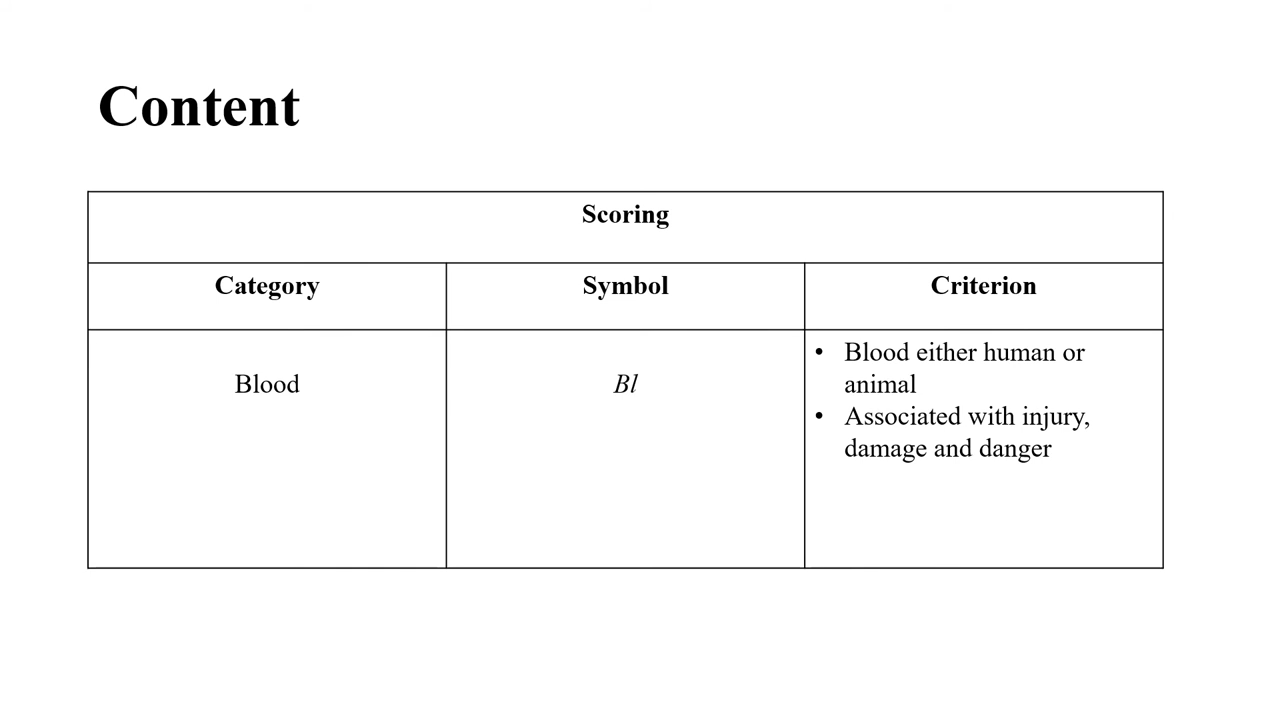 Content
Scoring
Category Symbol Criterion
Blood
Bl
• Blood either human or
animal
• Associated with injury,
damage and danger